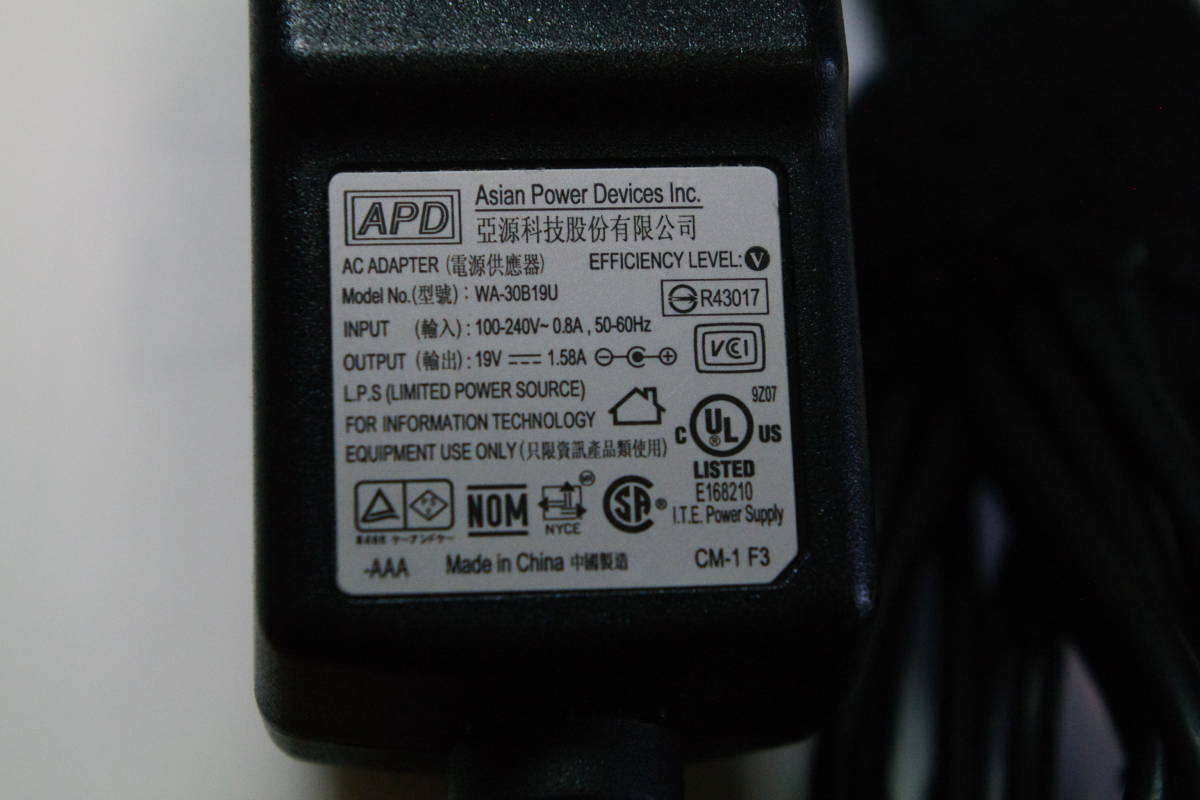 APD
Asian Power Devices Inc.
亞源科技股份有限公司
AC ADAPTER (電源供應器)
EFFICIENCY LEVEL: V
Model No.(型號) : WA-30B19U
R43017
INPUT (輸入) : 100-240V~ 0.8A , 50-60Hz
OUTPUT (輸出) : 19V 1.58A
VCCI
L.P.S (LIMITED POWER SOURCE)
FOR INFORMATION TECHNOLOGY
EQUIPMENT USE ONLY (只限資訊產品類使用)
9Z07
C UL ® US
LISTED
E168210
I.T.E. Power Supply
NOM
NYCE
SA ®
-AAA
Made in China 中國製造
CM-1 F3